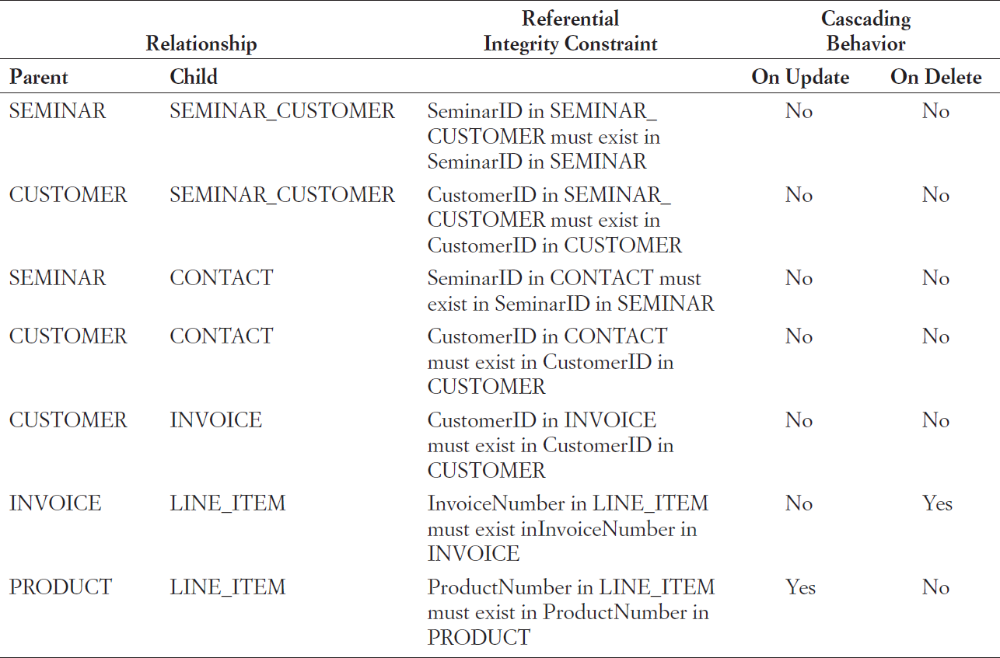 Relationship
Referential
Integrity Constraint
Cascading
Behavior
Parent Child On Update On Delete
SEMINAR SEMINAR_CUSTOMER SeminarID in SEMINAR_ No No
CUSTOMER must exist in
SeminarID in SEMINAR
CUSTOMER SEMINAR_CUSTOMER CustomerID in SEMINAR_ No No
CUSTOMER must exist in
CustomerID in CUSTOMER
SEMINAR CONTACT SeminarID in CONTACT must No No
exist in SeminarID in SEMINAR
CUSTOMER CONTACT CustomerID in CONTACT No No
must exist in CustomerID in
CUSTOMER
CUSTOMER INVOICE CustomerID in INVOICE No No
must exist in CustomerID in
CUSTOMER
INVOICE LINE_ITEM InvoiceNumber in LINE_ITEM No Yes
must exist inInvoiceNumber in
INVOICE
PRODUCT LINE_ITEM ProductNumber in LINE_ITEM Yes No
must exist in ProductNumber in
PRODUCT